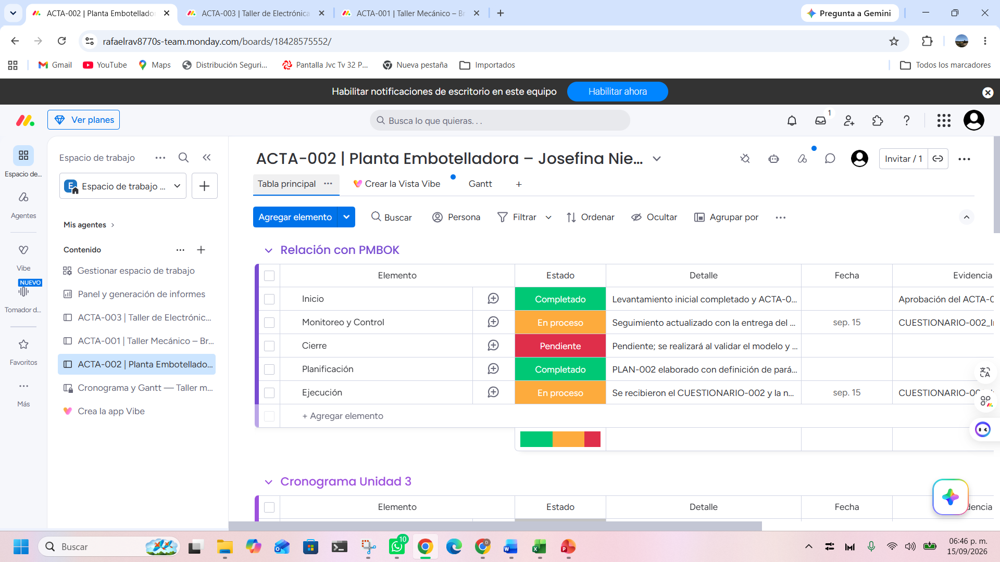 ACTA-002 | Planta Embotellado
ACTA-003 | Taller de Electrónica
ACTA-001 | Taller Mecánico – Br
Pregunta a Gemini
rafaelrav8770s-team.monday.com/boards/18428575552/
Gmail
YouTube
Maps
Distribución Seguri...
Pantalla Jvc Tv 32 P...
Nueva pestaña
Importados
Todos los marcadores
Habilitar notificaciones de escritorio en este equipo
Habilitar ahora
Ver planes
Busca lo que quieras. . .
1
Espacio de...
Agentes
Vibe
NUEVO
Tomador d...
Favoritos
Más
Espacio de trabajo
E
Espacio de trabajo ...
Mis agentes
Contenido
Gestionar espacio de trabajo
Panel y generación de informes
ACTA-003 | Taller de Electrónic...
ACTA-001 | Taller Mecánico – Br...
ACTA-002 | Planta Embotellado...
Cronograma y Gantt — Taller m...
Crea la app Vibe
ACTA-002 | Planta Embotelladora – Josefina Nie...
Invitar / 1
Tabla principal
Crear la Vista Vibe
Gantt
Agregar elemento
Buscar
Persona
Filtrar
Ordenar
Ocultar
Agrupar por
Relación con PMBOK
Elemento Estado Detalle Fecha Evidencia
Inicio Completado Levantamiento inicial completado y ACTA-0... Aprobación del ACTA-0
Monitoreo y Control En proceso Seguimiento actualizado con la entrega del ... sep. 15 CUESTIONARIO-002_I
Cierre Pendiente Pendiente; se realizará al validar el modelo y ...
Planificación Completado PLAN-002 elaborado con definición de pará...
Ejecución En proceso Se recibieron el CUESTIONARIO-002 y la n... sep. 15 CUESTIONARIO-00
+ Agregar elemento
Cronograma Unidad 3
Elemento Estado Detalle Fecha dencia
Buscar
10
06:46 p. m.
15/09/2026